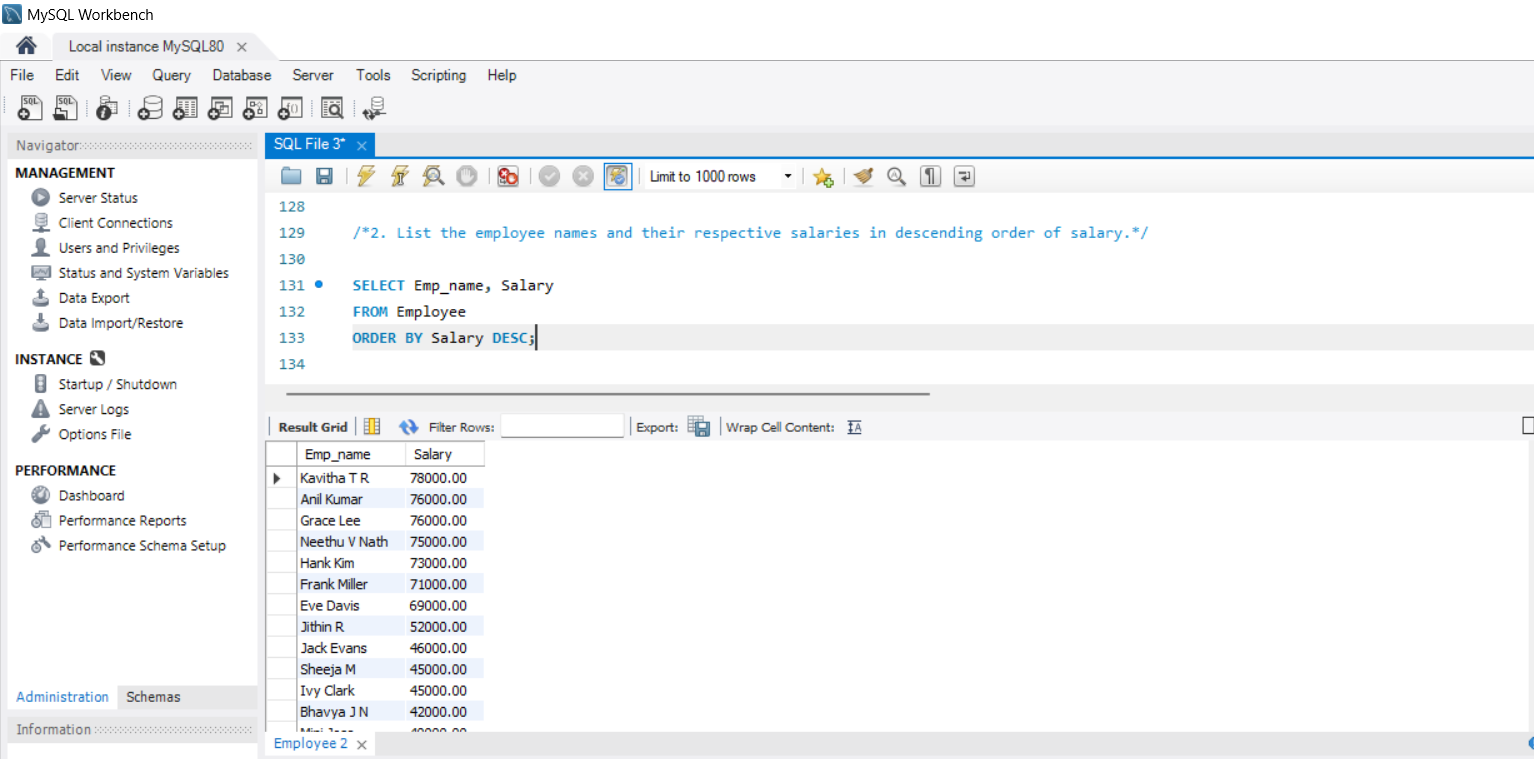 MySQL Workbench
Local instance MySQL80
File Edit View Query Database Server Tools Scripting Help
Navigator
MANAGEMENT
Server Status
Client Connections
Users and Privileges
Status and System Variables
Data Export
Data Import/Restore
INSTANCE
Startup / Shutdown
Server Logs
Options File
PERFORMANCE
Dashboard
Performance Reports
Performance Schema Setup
Administration Schemas
Information
SQL File 3*
Limit to 1000 rows
128
129 /*2. List the employee names and their respective salaries in descending order of salary.*/
130
131 SELECT Emp_name, Salary
132 FROM Employee
133 ORDER BY Salary DESC;
134
Result Grid Filter Rows: Export: Wrap Cell Content:
Emp_name Salary
Kavitha T R 78000.00
Anil Kumar 76000.00
Grace Lee 76000.00
Neethu V Nath 75000.00
Hank Kim 73000.00
Frank Miller 71000.00
Eve Davis 69000.00
Jithin R 52000.00
Jack Evans 46000.00
Sheeja M 45000.00
Ivy Clark 45000.00
Bhavya J N 42000.00
Employee 2